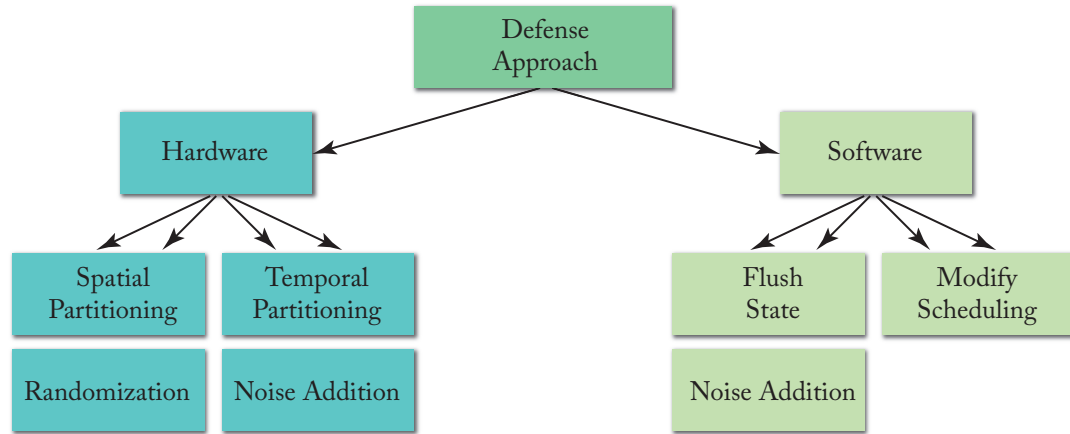 Defense
Approach
Hardware
Software
Spatial
Partitioning
Temporal
Partitioning
Flush
State
Modify
Scheduling
Randomization
Noise Addition
Noise Addition